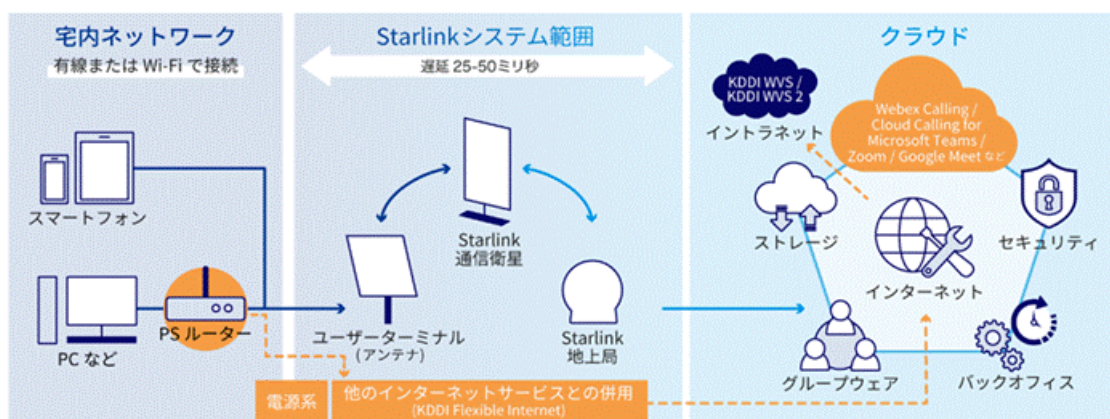 宅内ネットワーク
有線または Wi-Fi で接続
スマートフォン
PC など
PS ルーター
Starlinkシステム範囲
遅延 25-50ミリ秒
Starlink
通信衛星
ユーザーターミナル
(アンテナ)
Starlink
地上局
電源系
他のインターネットサービスとの併用
(KDDI Flexible Internet)
クラウド
KDDI WVS /
KDDI WVS 2
イントラネット
Webex Calling /
Cloud Calling for
Microsoft Teams /
Zoom / Google Meet など
ストレージ
セキュリティ
インターネット
グループウェア
バックオフィス